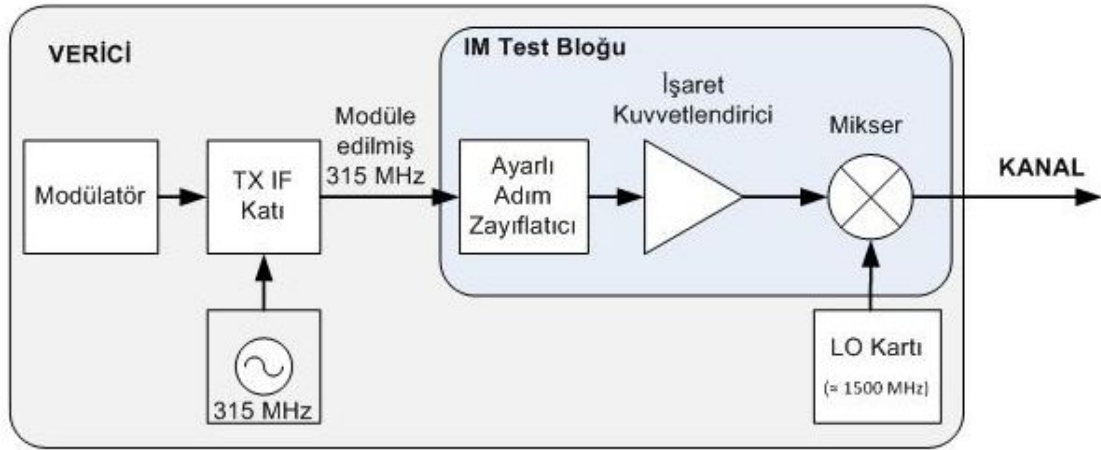 VERİCİ
IM Test Bloğu
İşaret
Kuvvetlendirici
Mikser
Modüle
edilmiş
315 MHz
Modülatör
TX IF
Katı
Ayarlı
Adım
Zayıflatıcı
KANAL
315 MHz
LO Kartı
(≈ 1500 MHz)